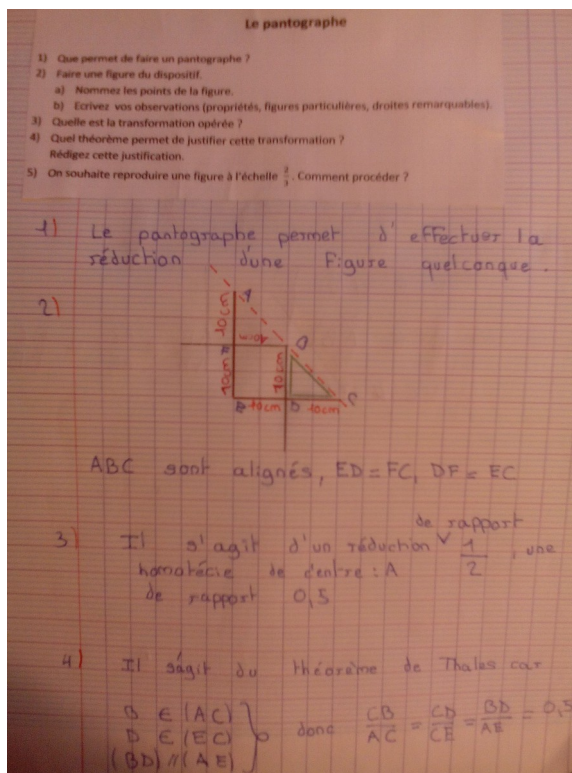 Le pantographe
1) Que permet de faire un pantographe ?
2) Faire une figure du dispositif.
a) Nommez les points de la figure.
b) Ecrivez vos observations (propriétés, figures particulières, droites remarquables).
3) Quelle est la transformation opérée ?
4) Quel théorème permet de justifier cette transformation ?
Rédigez cette justification.
5) On souhaite reproduire une figure à l'échelle 2/3. Comment procéder ?
1) Le pantographe permet d'effectuer la
réduction d'une Figure quelconque.
2)
A
10cm
10cm
10cm
10cm
D
10cm
C
ABC sont alignés, ED = FC, DF = EC
de rapport
3) Il s'agit d'un réduction 1/2, une
homotécie de centre : A
de rapport 0,5
4) Il s'agit du théorème de Thales car
B ∈ (AC)
D ∈ (EC)
(BD) // (AE)
donc CB/AC = CD/CE = BD/AE = 0,5